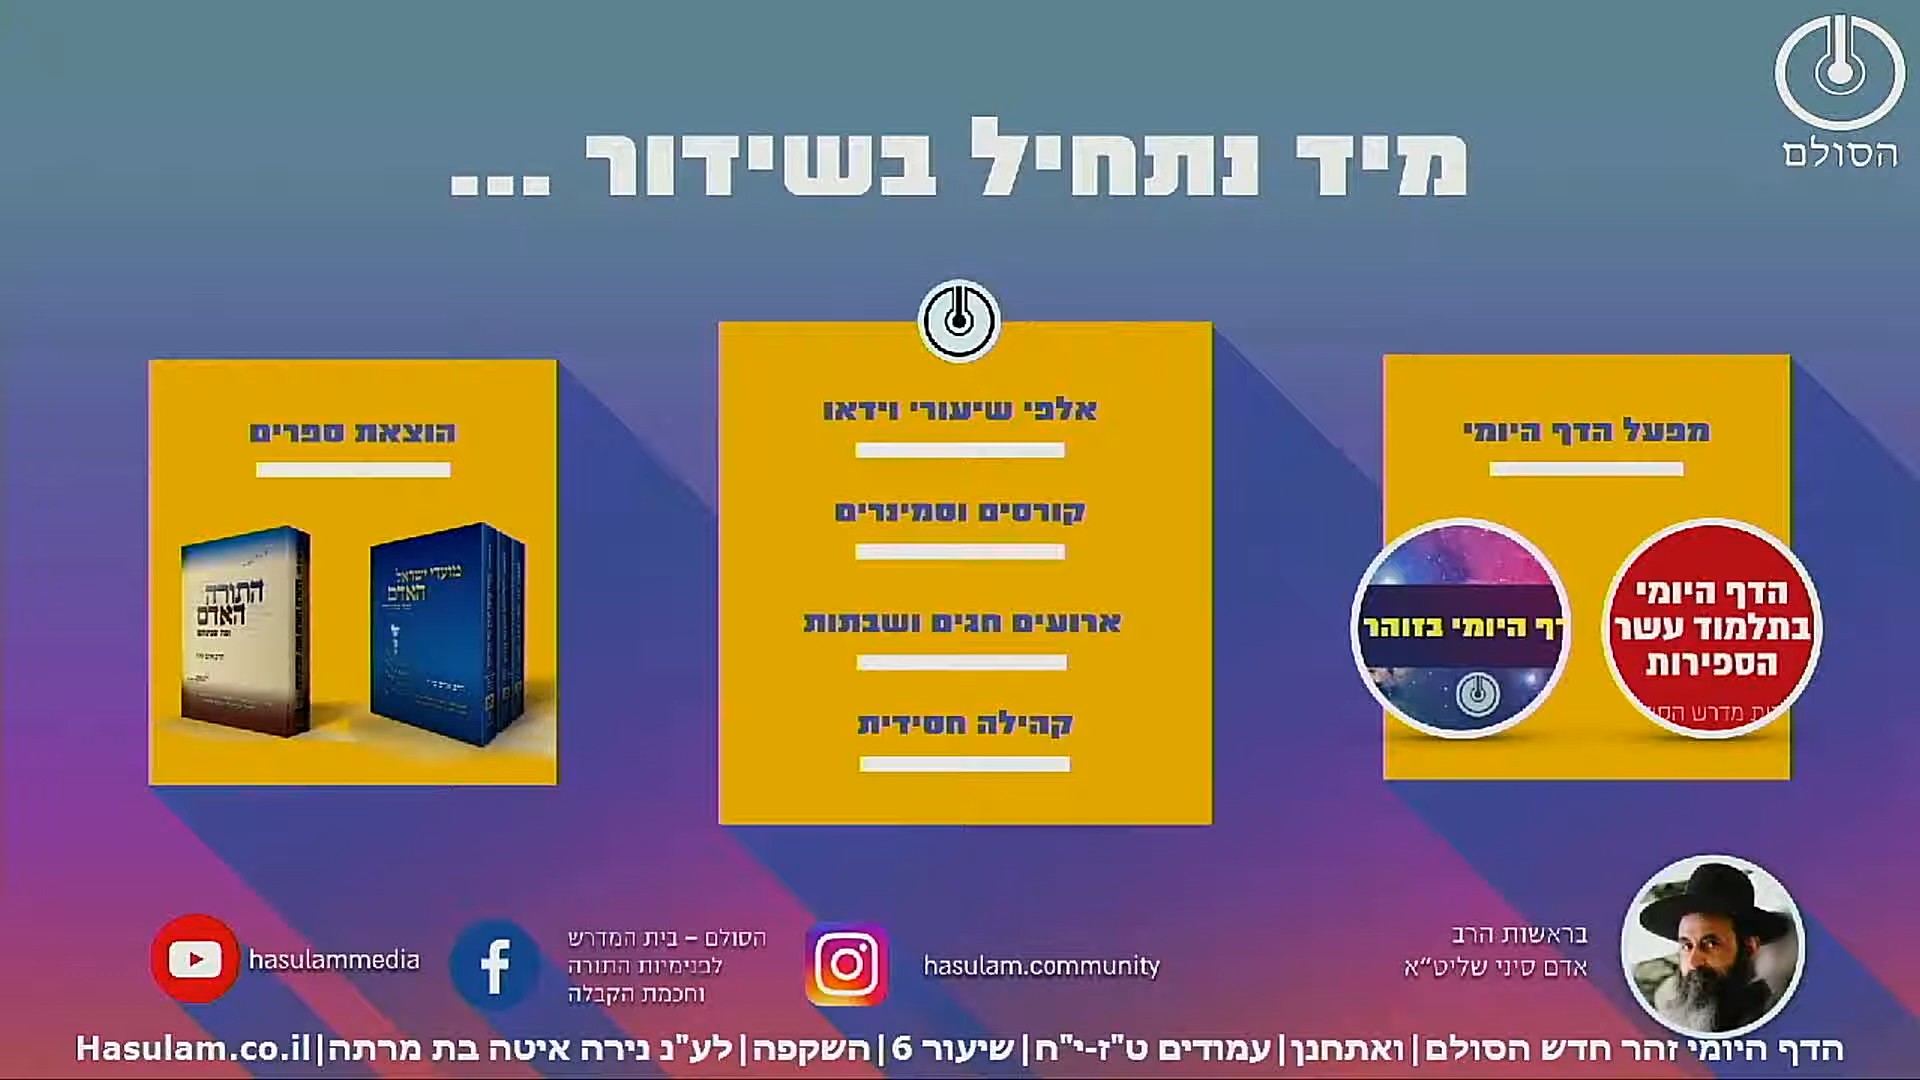 הסולם
מיד נתחיל בשידור ...
מפעל הדף היומי
הדף היומי
בתלמוד עשר
הספירות
מדרש
היומי בזוהר
אלפי שיעורי וידאו
קורסים וסמינרים
ארועים חגים ושבתות
קהילה חסידית
הוצאת ספרים
מועדי ישראל
האדם
התורה
האדם
בראשות הרב
אדם סיני שליט״א
hasulam.community
הסולם – בית המדרש
לפנימיות התורה
וחכמת הקבלה
hasulammedia
הדף היומי זהר חדש הסולם|ואתחנן|עמודים ט"ז-י"ח|שיעור 6|השקפה|לע"נ נירה איטה בת מרתה|Hasulam.co.il